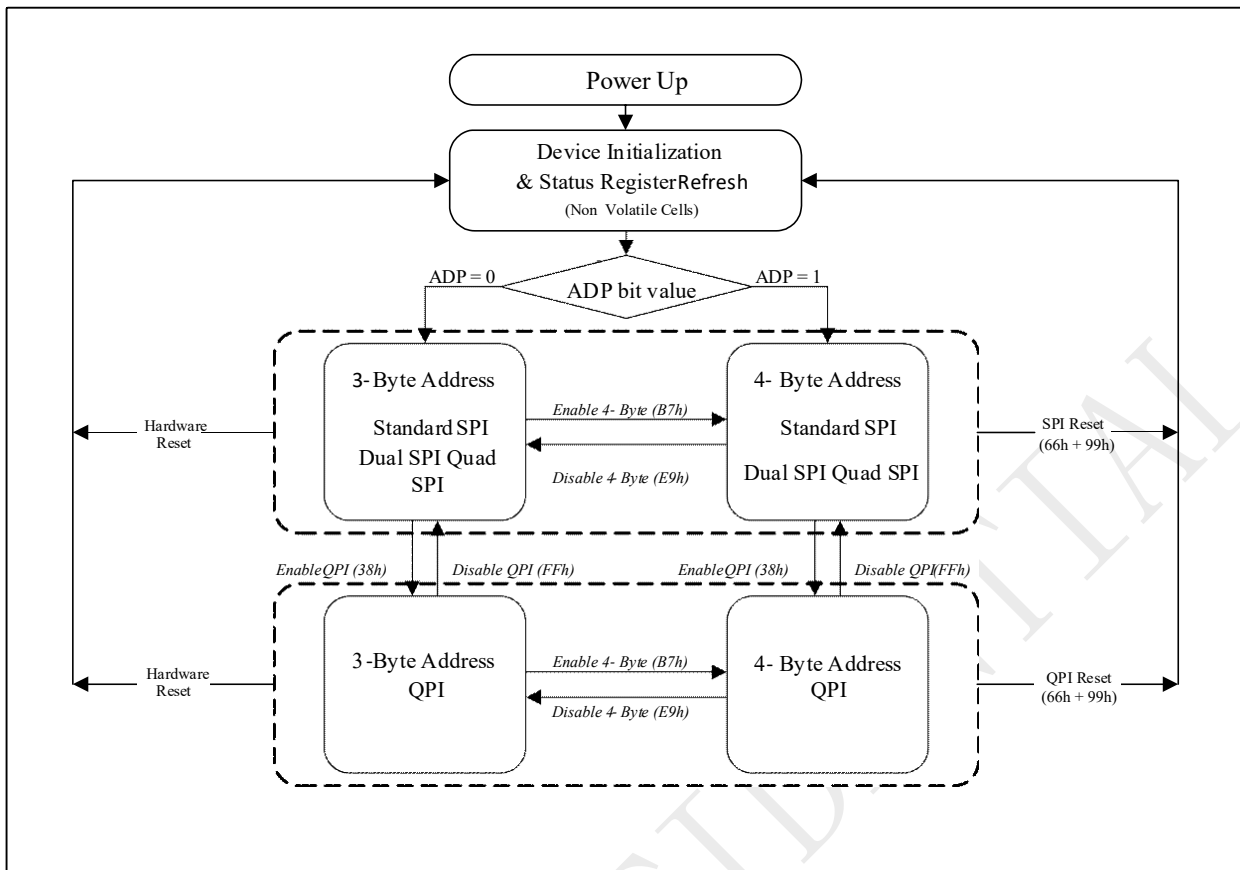 Power Up
Device Initialization
& Status RegisterRefresh
(Non Volatile Cells)
ADP = 0
ADP bit value
ADP = 1
3-Byte Address
Standard SPI
Dual SPI Quad
SPI
Enable 4- Byte (B7h)
Disable 4-Byte (E9h)
4- Byte Address
Standard SPI
Dual SPI Quad SPI
Hardware
Reset
SPI Reset
(66h + 99h)
EnableQPI (38h)
Disable QPI (FFh)
EnableQPI (38h)
Disable QPI(FFh)
3-Byte Address
QPI
Enable 4- Byte (B7h)
Disable 4- Byte (E9h)
4- Byte Address
QPI
Hardware
Reset
QPI Reset
(66h + 99h)